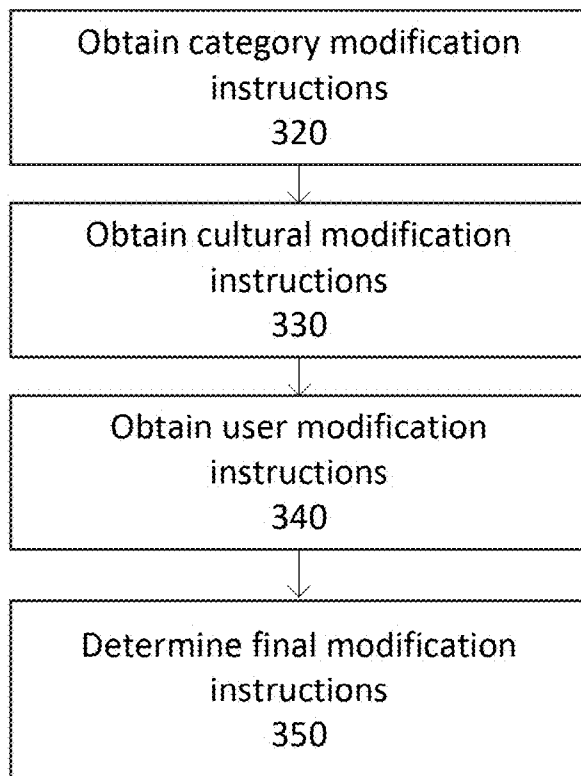 Obtain category modification
instructions
320
Obtain cultural modification
instructions
330
Obtain user modification
instructions
340
Determine final modification
instructions
350